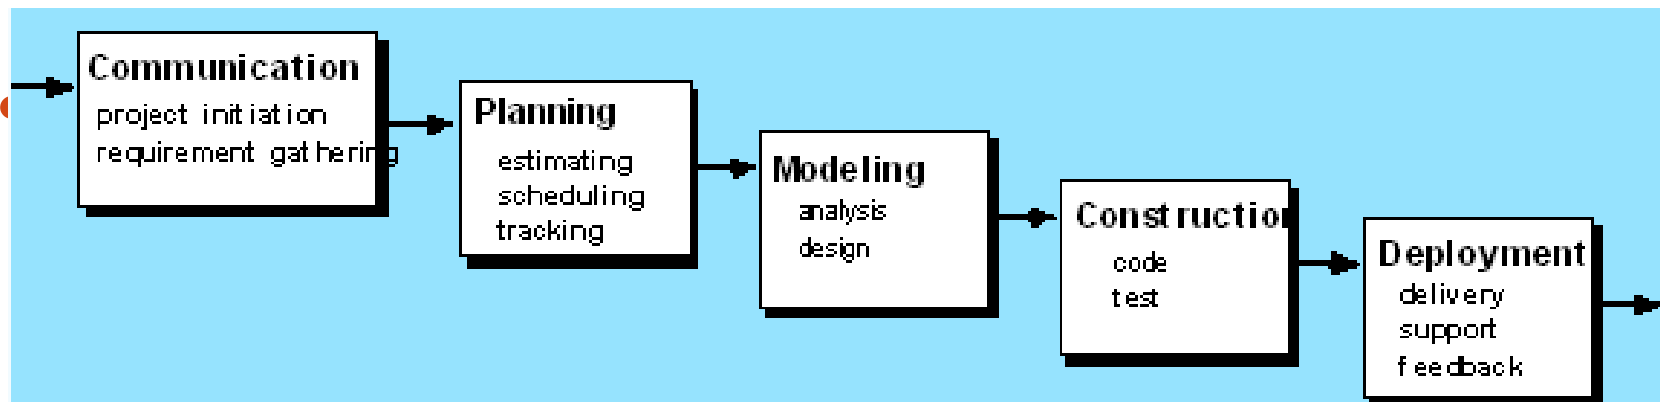 Communication
project initiation
requirement gathering
Planning
estimating
scheduling
tracking
Modeling
analysis
design
Construction
code
test
Deployment
delivery
support
feedback